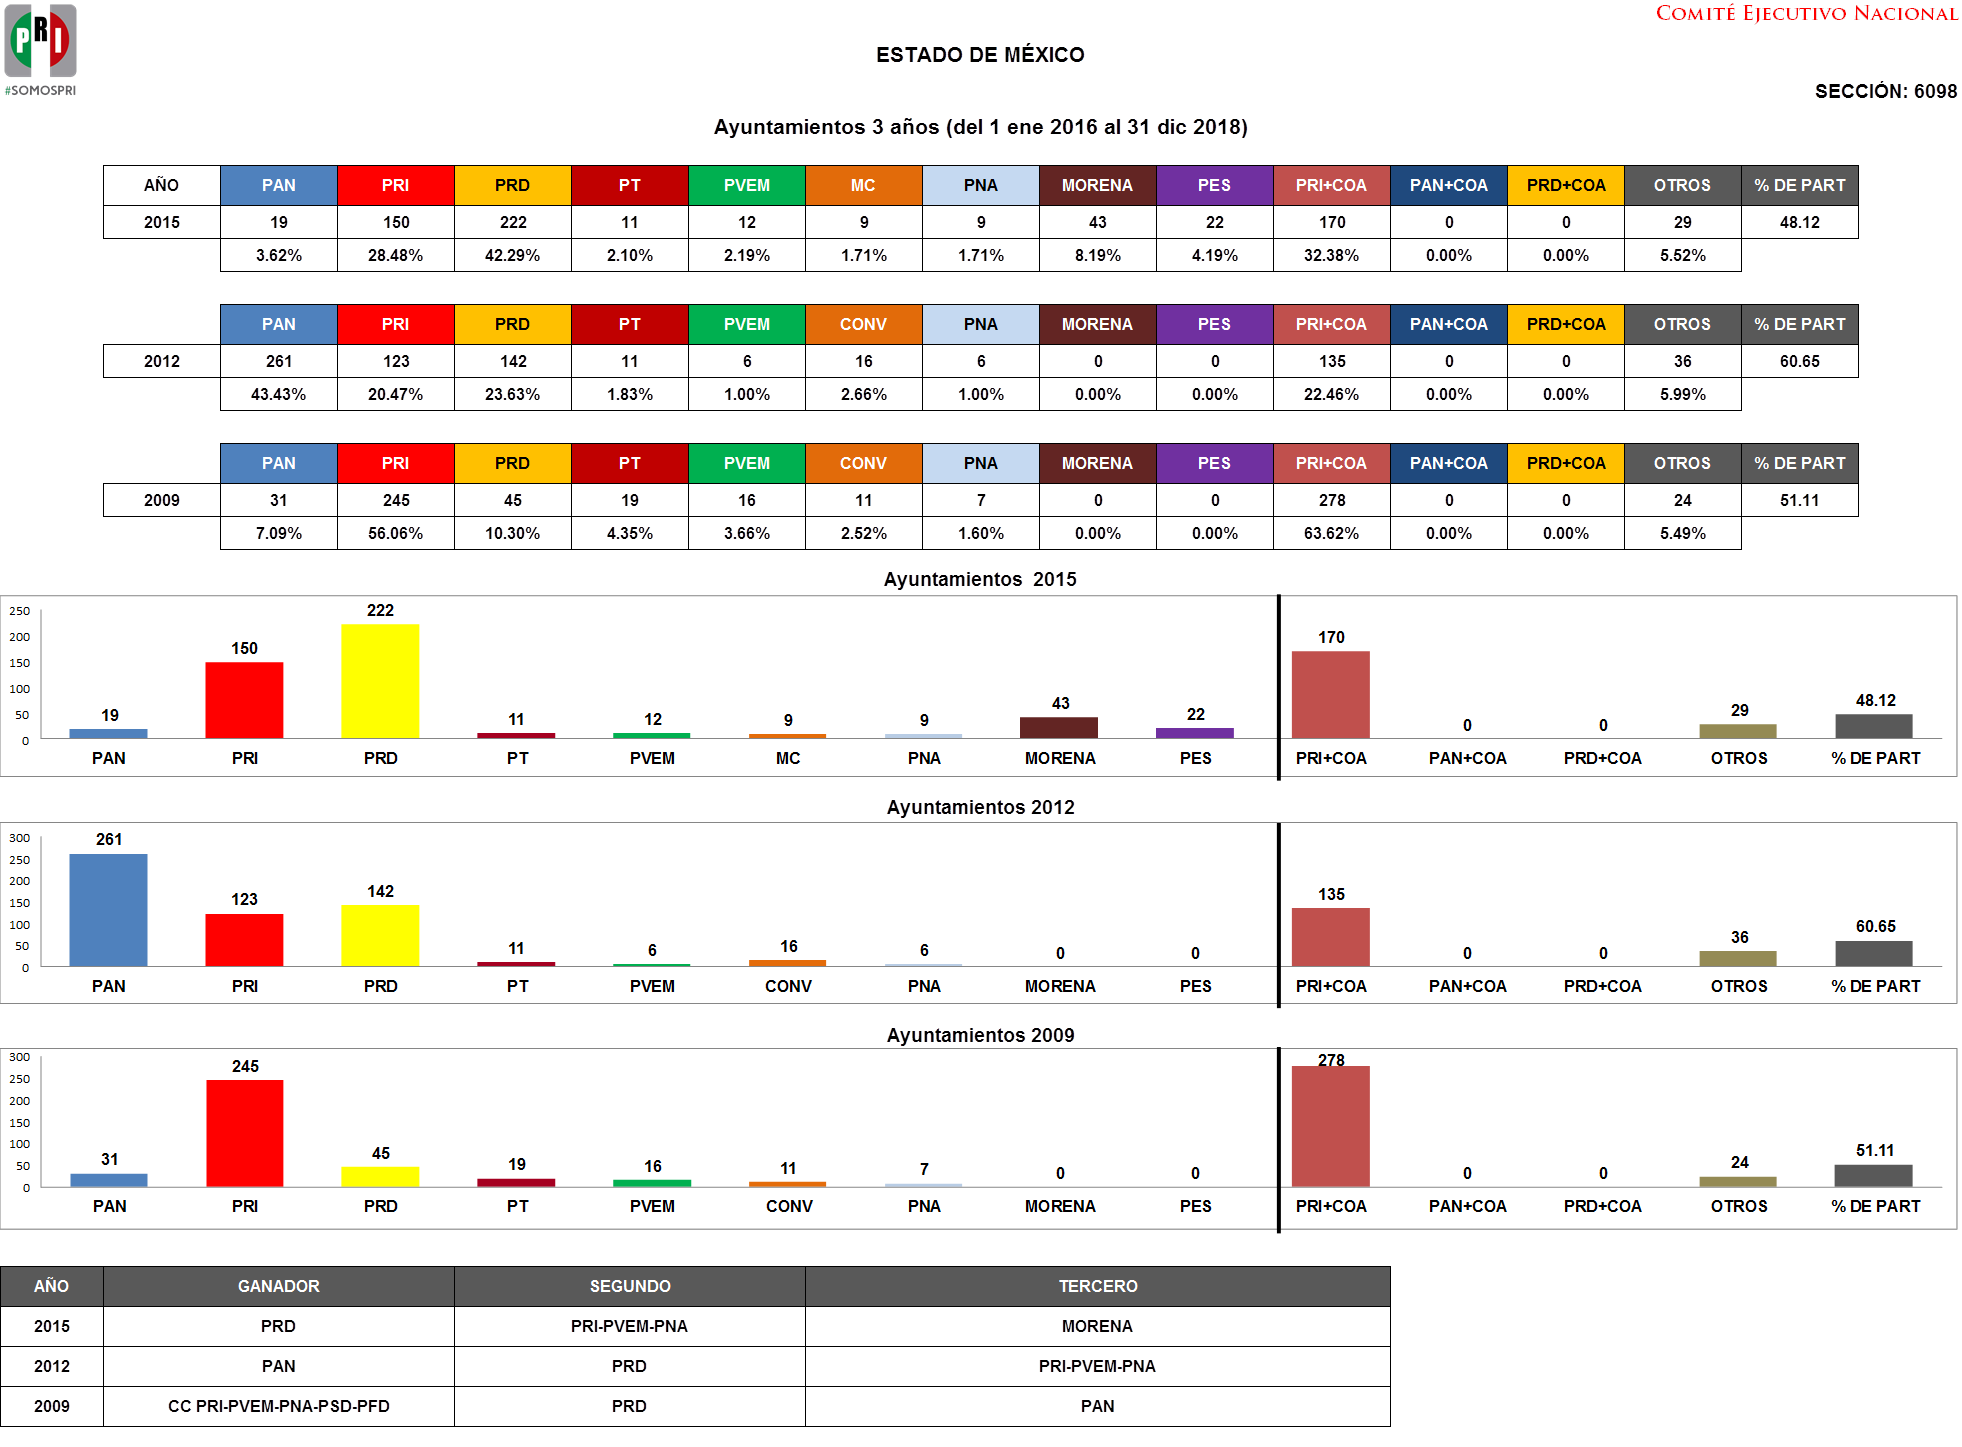 PRI
#SOMOSPRI
COMITÉ EJECUTIVO NACIONAL
ESTADO DE MÉXICO
SECCIÓN: 6098
Ayuntamientos 3 años (del 1 ene 2016 al 31 dic 2018)
AÑO PAN PRI PRD PT PVEM MC PNA MORENA PES PRI+COA PAN+COA PRD+COA OTROS % DE PART
2015 19 150 222 11 12 9 9 43 22 170 0 0 29 48.12
3.62% 28.48% 42.29% 2.10% 2.19% 1.71% 1.71% 8.19% 4.19% 32.38% 0.00% 0.00% 5.52%
PAN PRI PRD PT PVEM CONV PNA MORENA PES PRI+COA PAN+COA PRD+COA OTROS % DE PART
2012 261 123 142 11 6 16 6 0 0 135 0 0 36 60.65
43.43% 20.47% 23.63% 1.83% 1.00% 2.66% 1.00% 0.00% 0.00% 22.46% 0.00% 0.00% 5.99%
PAN PRI PRD PT PVEM CONV PNA MORENA PES PRI+COA PAN+COA PRD+COA OTROS % DE PART
2009 31 245 45 19 16 11 7 0 0 278 0 0 24 51.11
7.09% 56.06% 10.30% 4.35% 3.66% 2.52% 1.60% 0.00% 0.00% 63.62% 0.00% 0.00% 5.49%
Ayuntamientos 2015
250
200
150
100
50
0
19 150 222 11 12 9 9 43 22 170 0 0 29 48.12
PAN PRI PRD PT PVEM MC PNA MORENA PES PRI+COA PAN+COA PRD+COA OTROS % DE PART
Ayuntamientos 2012
300
250
200
150
100
50
0
261 123 142 11 6 16 6 0 0 135 0 0 36 60.65
PAN PRI PRD PT PVEM CONV PNA MORENA PES PRI+COA PAN+COA PRD+COA OTROS % DE PART
Ayuntamientos 2009
300
250
200
150
100
50
0
31 245 45 19 16 11 7 0 0 278 0 0 24 51.11
PAN PRI PRD PT PVEM CONV PNA MORENA PES PRI+COA PAN+COA PRD+COA OTROS % DE PART
AÑO GANADOR SEGUNDO TERCERO
2015 PRD PRI-PVEM-PNA MORENA
2012 PAN PRD PRI-PVEM-PNA
2009 CC PRI-PVEM-PNA-PSD-PFD PRD PAN